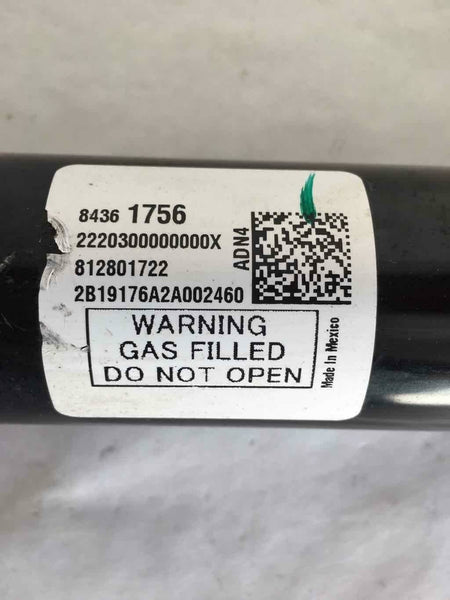 8436 1756
2220300000000X
812801722
2B19176A2A002460
ADN4
WARNING
GAS FILLED
DO NOT OPEN
Made In Mexico